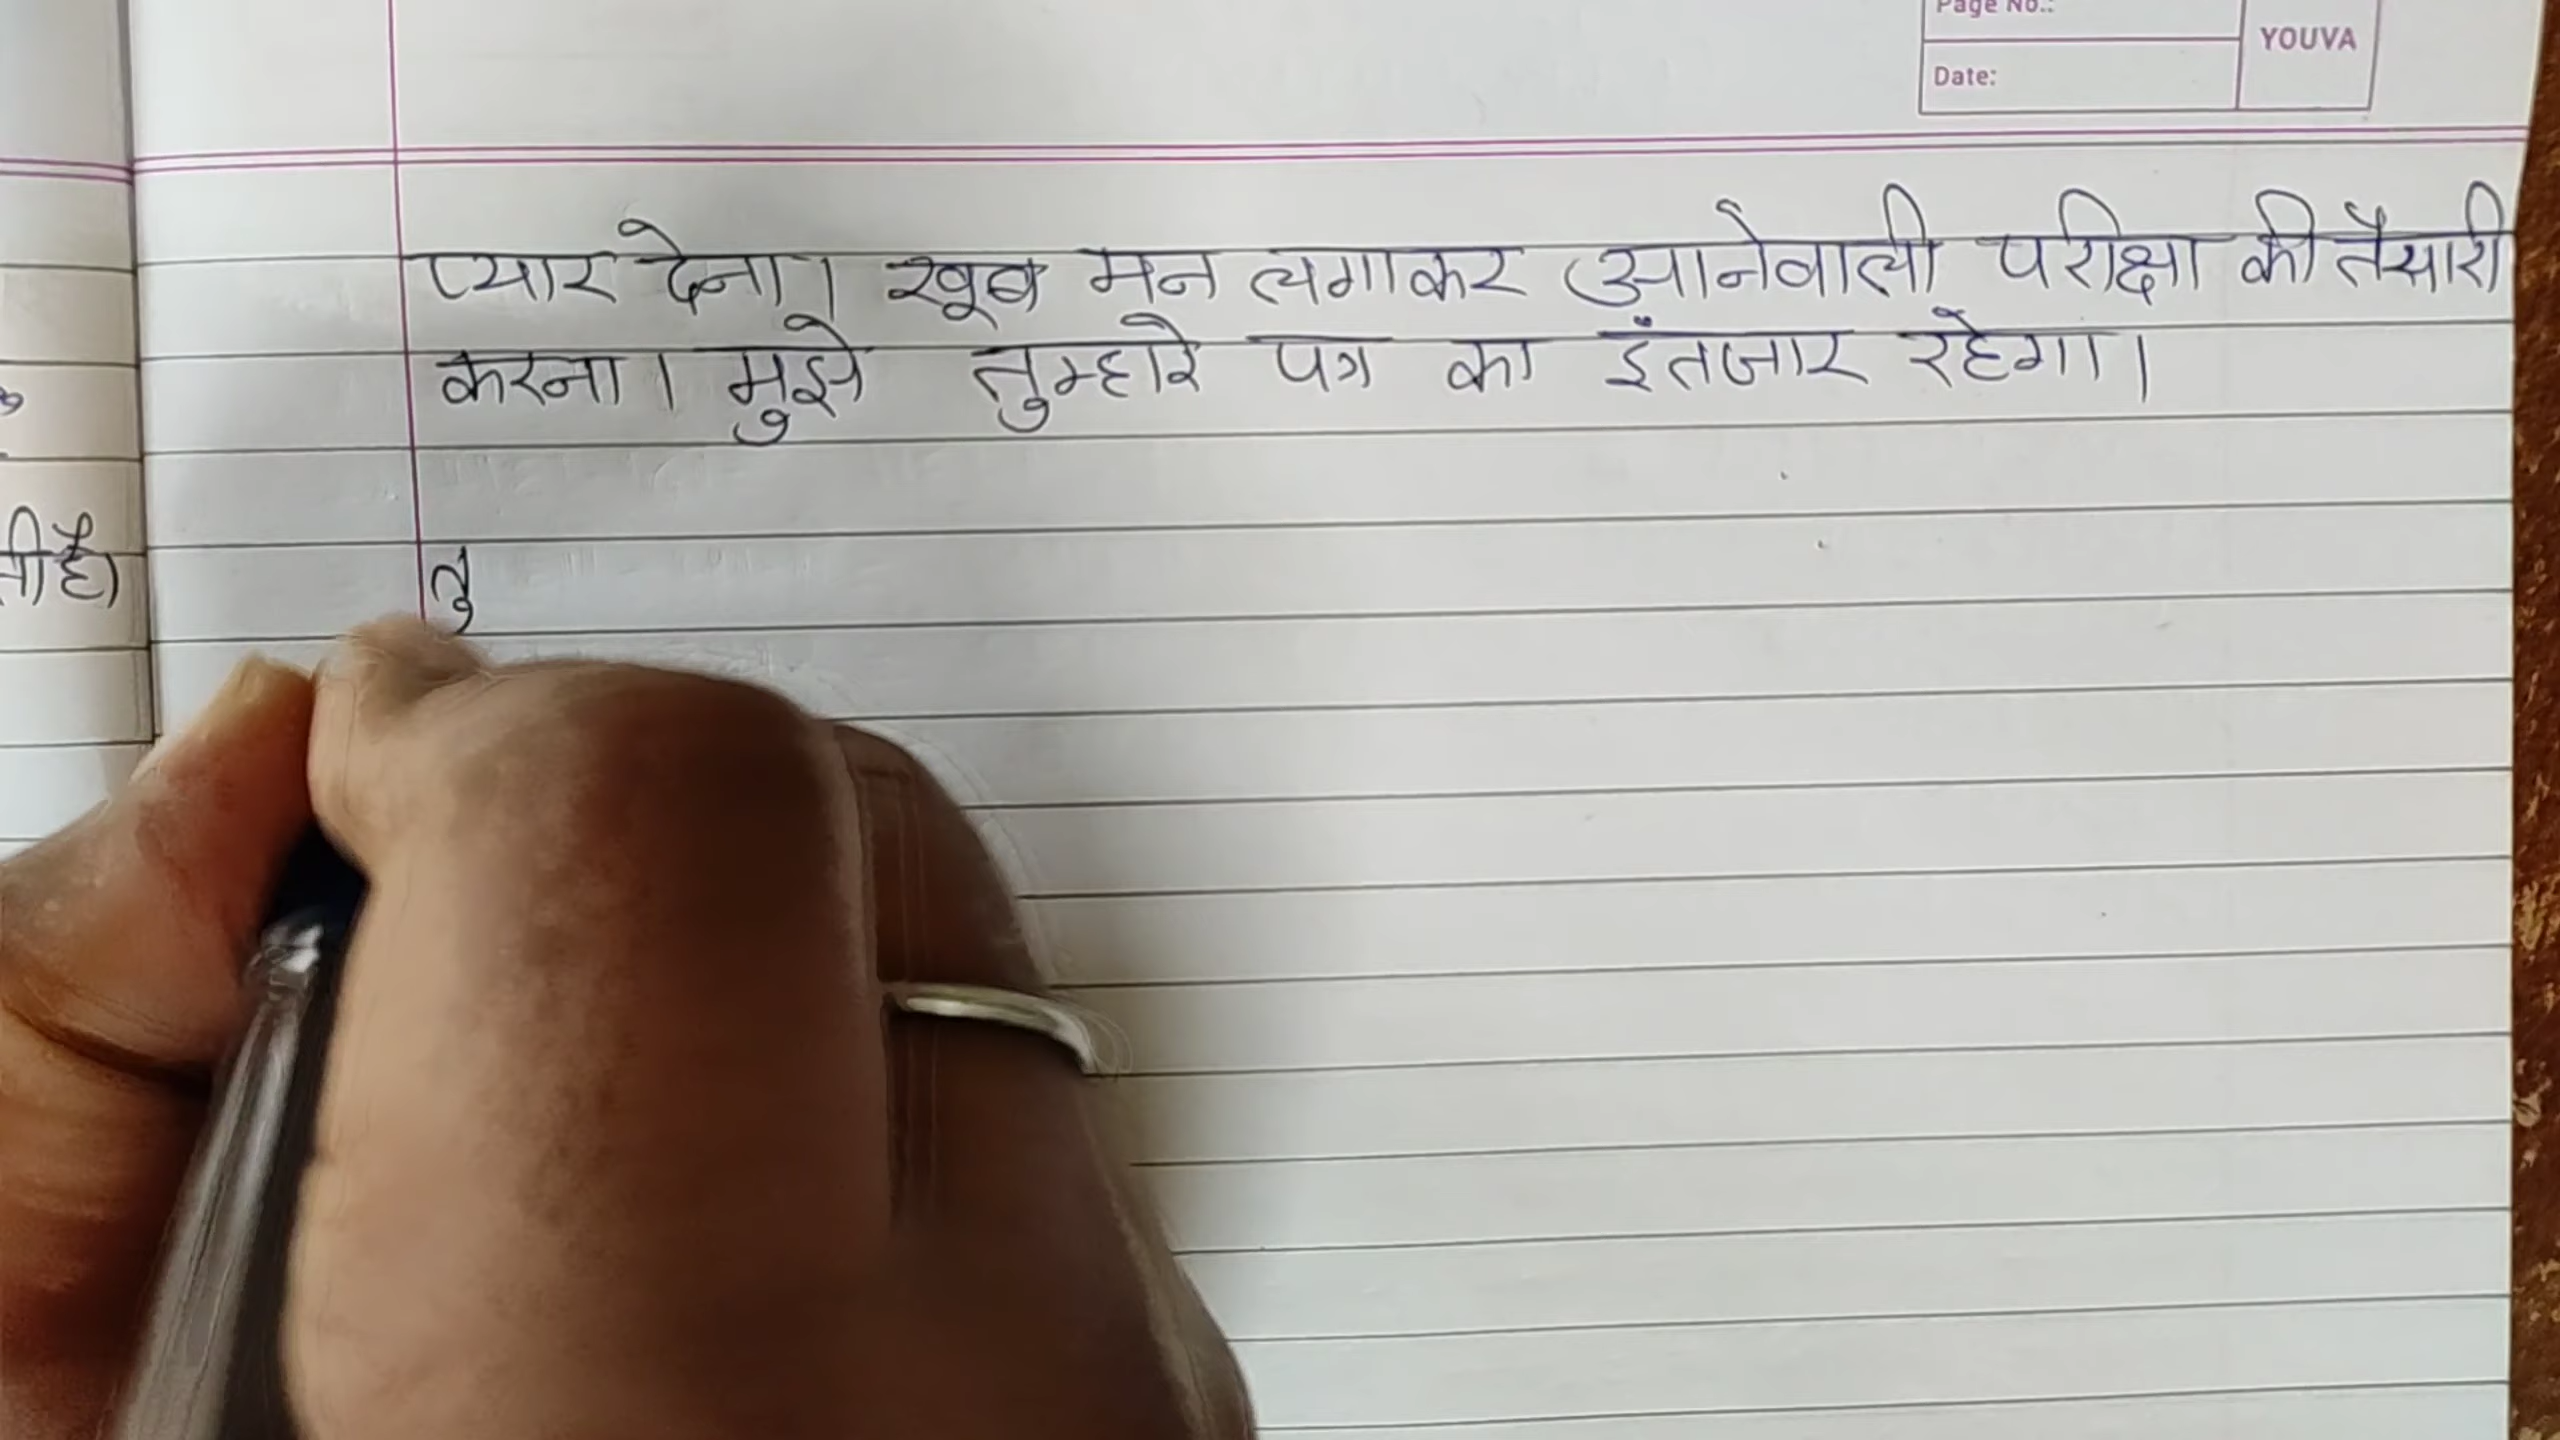 Page No.:
YOUVA
Date:
प्यार देना। खूब मन लगाकर आनेवाली परीक्षा की तैयारी
करना। मुझे तुम्हारे पत्र का इंतजार रहेगा।
ती है।
तु